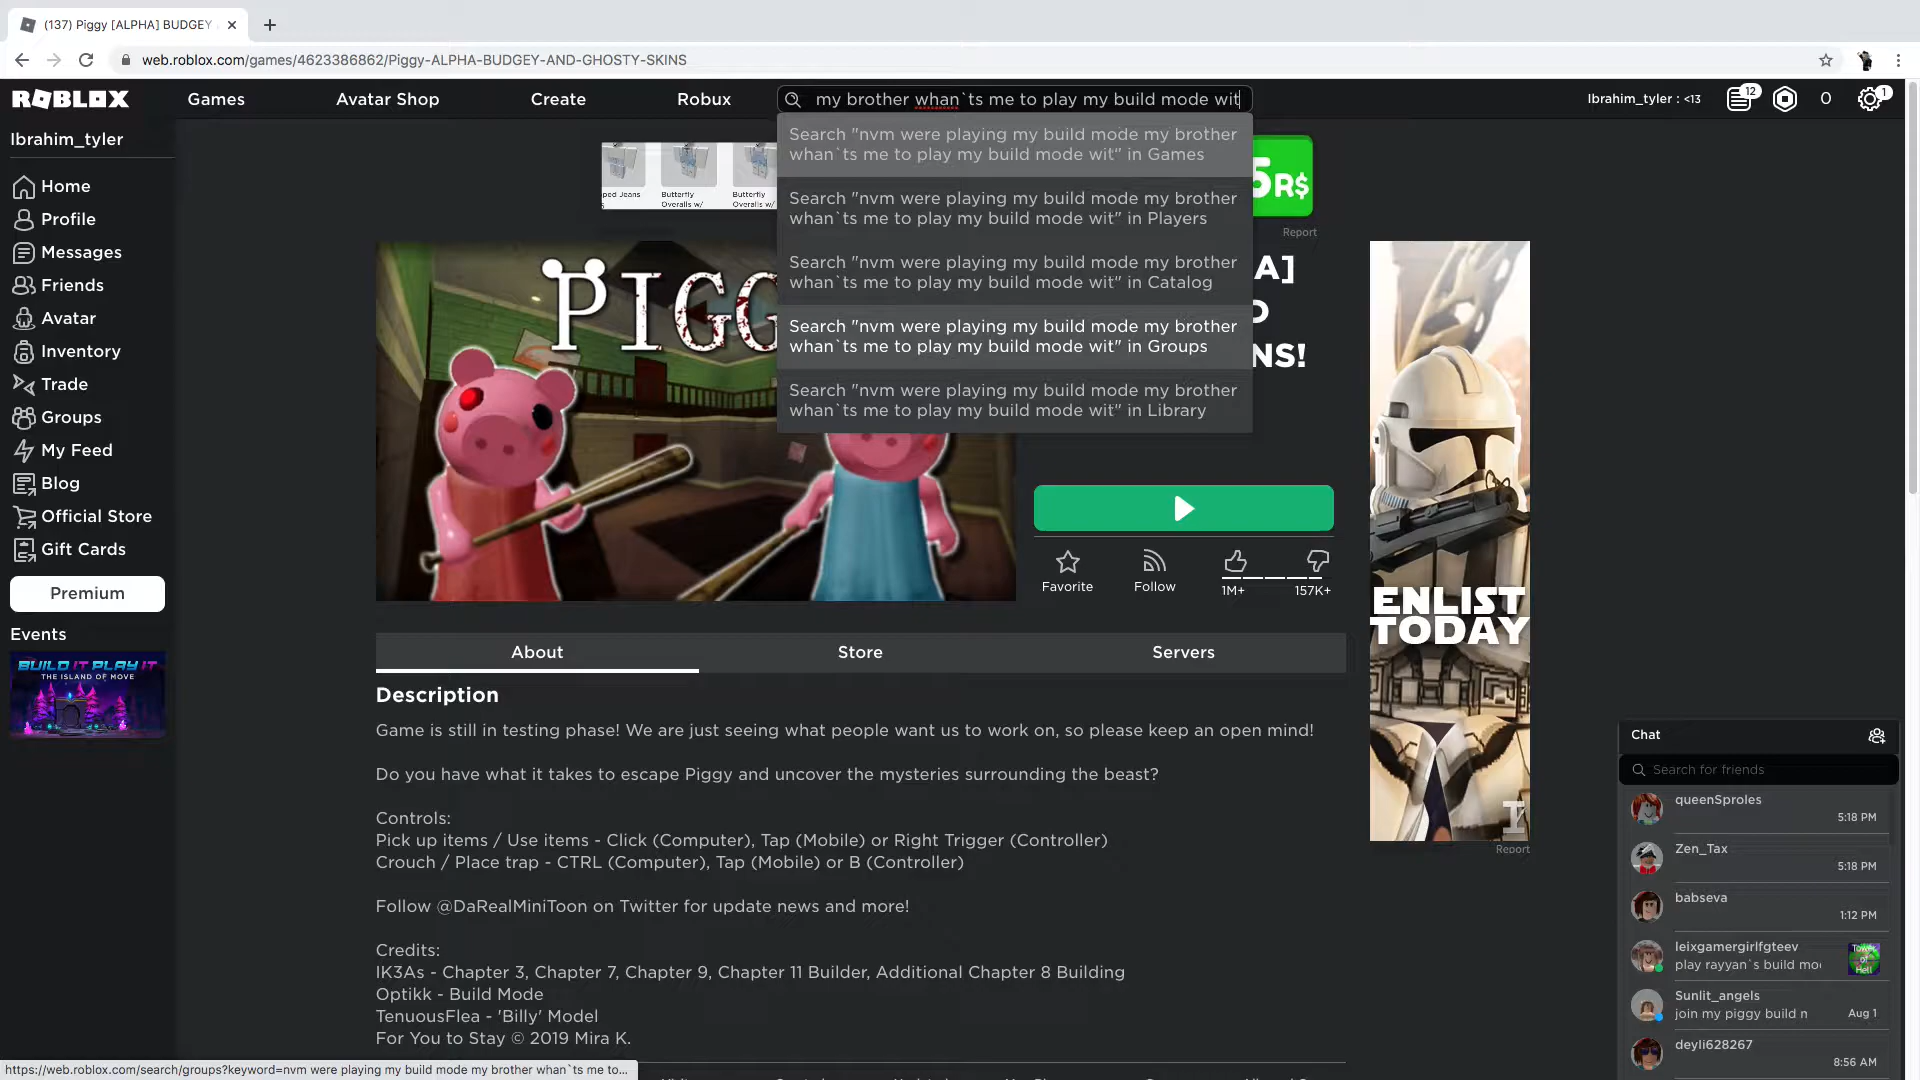 (137) Piggy [ALPHA] BUDGEY
web.roblox.com/games/4623386862/Piggy-ALPHA-BUDGEY-AND-GHOSTY-SKINS
ROBLOX
Games
Avatar Shop
Create
Robux
my brother whan`ts me to play my build mode wit
Ibrahim_tyler : <13
12
0
1
Ibrahim_tyler
Home
Profile
Messages
Friends
Avatar
Inventory
Trade
Groups
My Feed
Blog
Official Store
Gift Cards
Premium
Events
BUILD IT PLAY IT
THE ISLAND OF MOVE
Search "nvm were playing my build mode my brother
whan`ts me to play my build mode wit" in Games
Search "nvm were playing my build mode my brother
whan`ts me to play my build mode wit" in Players
Search "nvm were playing my build mode my brother
whan`ts me to play my build mode wit" in Catalog
Search "nvm were playing my build mode my brother
whan`ts me to play my build mode wit" in Groups
Search "nvm were playing my build mode my brother
whan`ts me to play my build mode wit" in Library
ped Jeans
Butterfly
Overalls w/
Butterfly
Overalls w/
5R$
Report
PIGG
A]
D
NS!
Favorite
Follow
1M+
157K+
ENLIST
TODAY
Report
About
Store
Servers
Description
Game is still in testing phase! We are just seeing what people want us to work on, so please keep an open mind!
Do you have what it takes to escape Piggy and uncover the mysteries surrounding the beast?
Controls:
Pick up items / Use items - Click (Computer), Tap (Mobile) or Right Trigger (Controller)
Crouch / Place trap - CTRL (Computer), Tap (Mobile) or B (Controller)
Follow @DaRealMiniToon on Twitter for update news and more!
Credits:
IK3As - Chapter 3, Chapter 7, Chapter 9, Chapter 11 Builder, Additional Chapter 8 Building
Optikk - Build Mode
TenuousFlea - 'Billy' Model
For You to Stay © 2019 Mira K.
Chat
Search for friends
queenSproles
5:18 PM
Zen_Tax
5:18 PM
babseva
1:12 PM
leixgamergirlfgteev
play rayyan`s build mo
Tower
of
Hell
Sunlit_angels
join my piggy build n
Aug 1
deyli628267
8:56 AM
https://web.roblox.com/search/groups?keyword=nvm were playing my build mode my brother whan`ts me to...